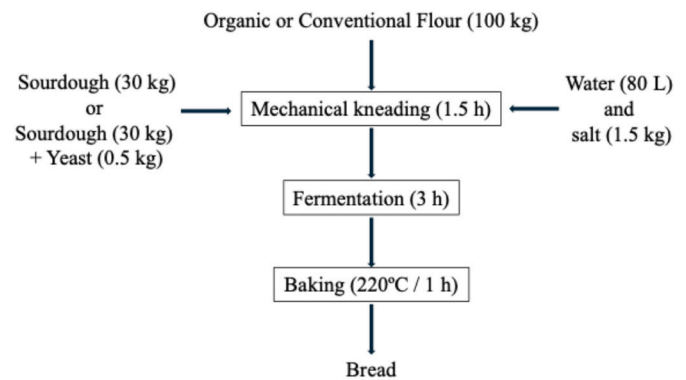 Organic or Conventional Flour (100 kg)
Sourdough (30 kg)
or
Sourdough (30 kg)
+ Yeast (0.5 kg)
Mechanical kneading (1.5 h)
Water (80 L)
and
salt (1.5 kg)
Fermentation (3 h)
Baking (220ºC / 1 h)
Bread